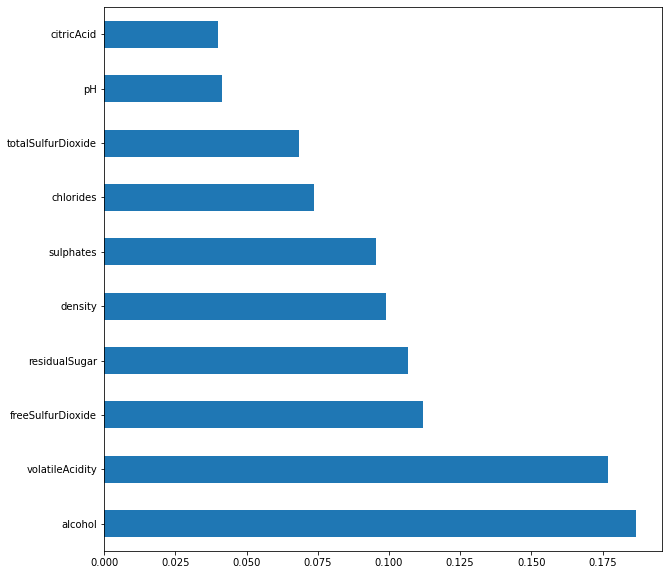 citricAcid
pH
totalSulfurDioxide
chlorides
sulphates
density
residualSugar
freeSulfurDioxide
volatileAcidity
alcohol
0.000 0.025 0.050 0.075 0.100 0.125 0.150 0.175